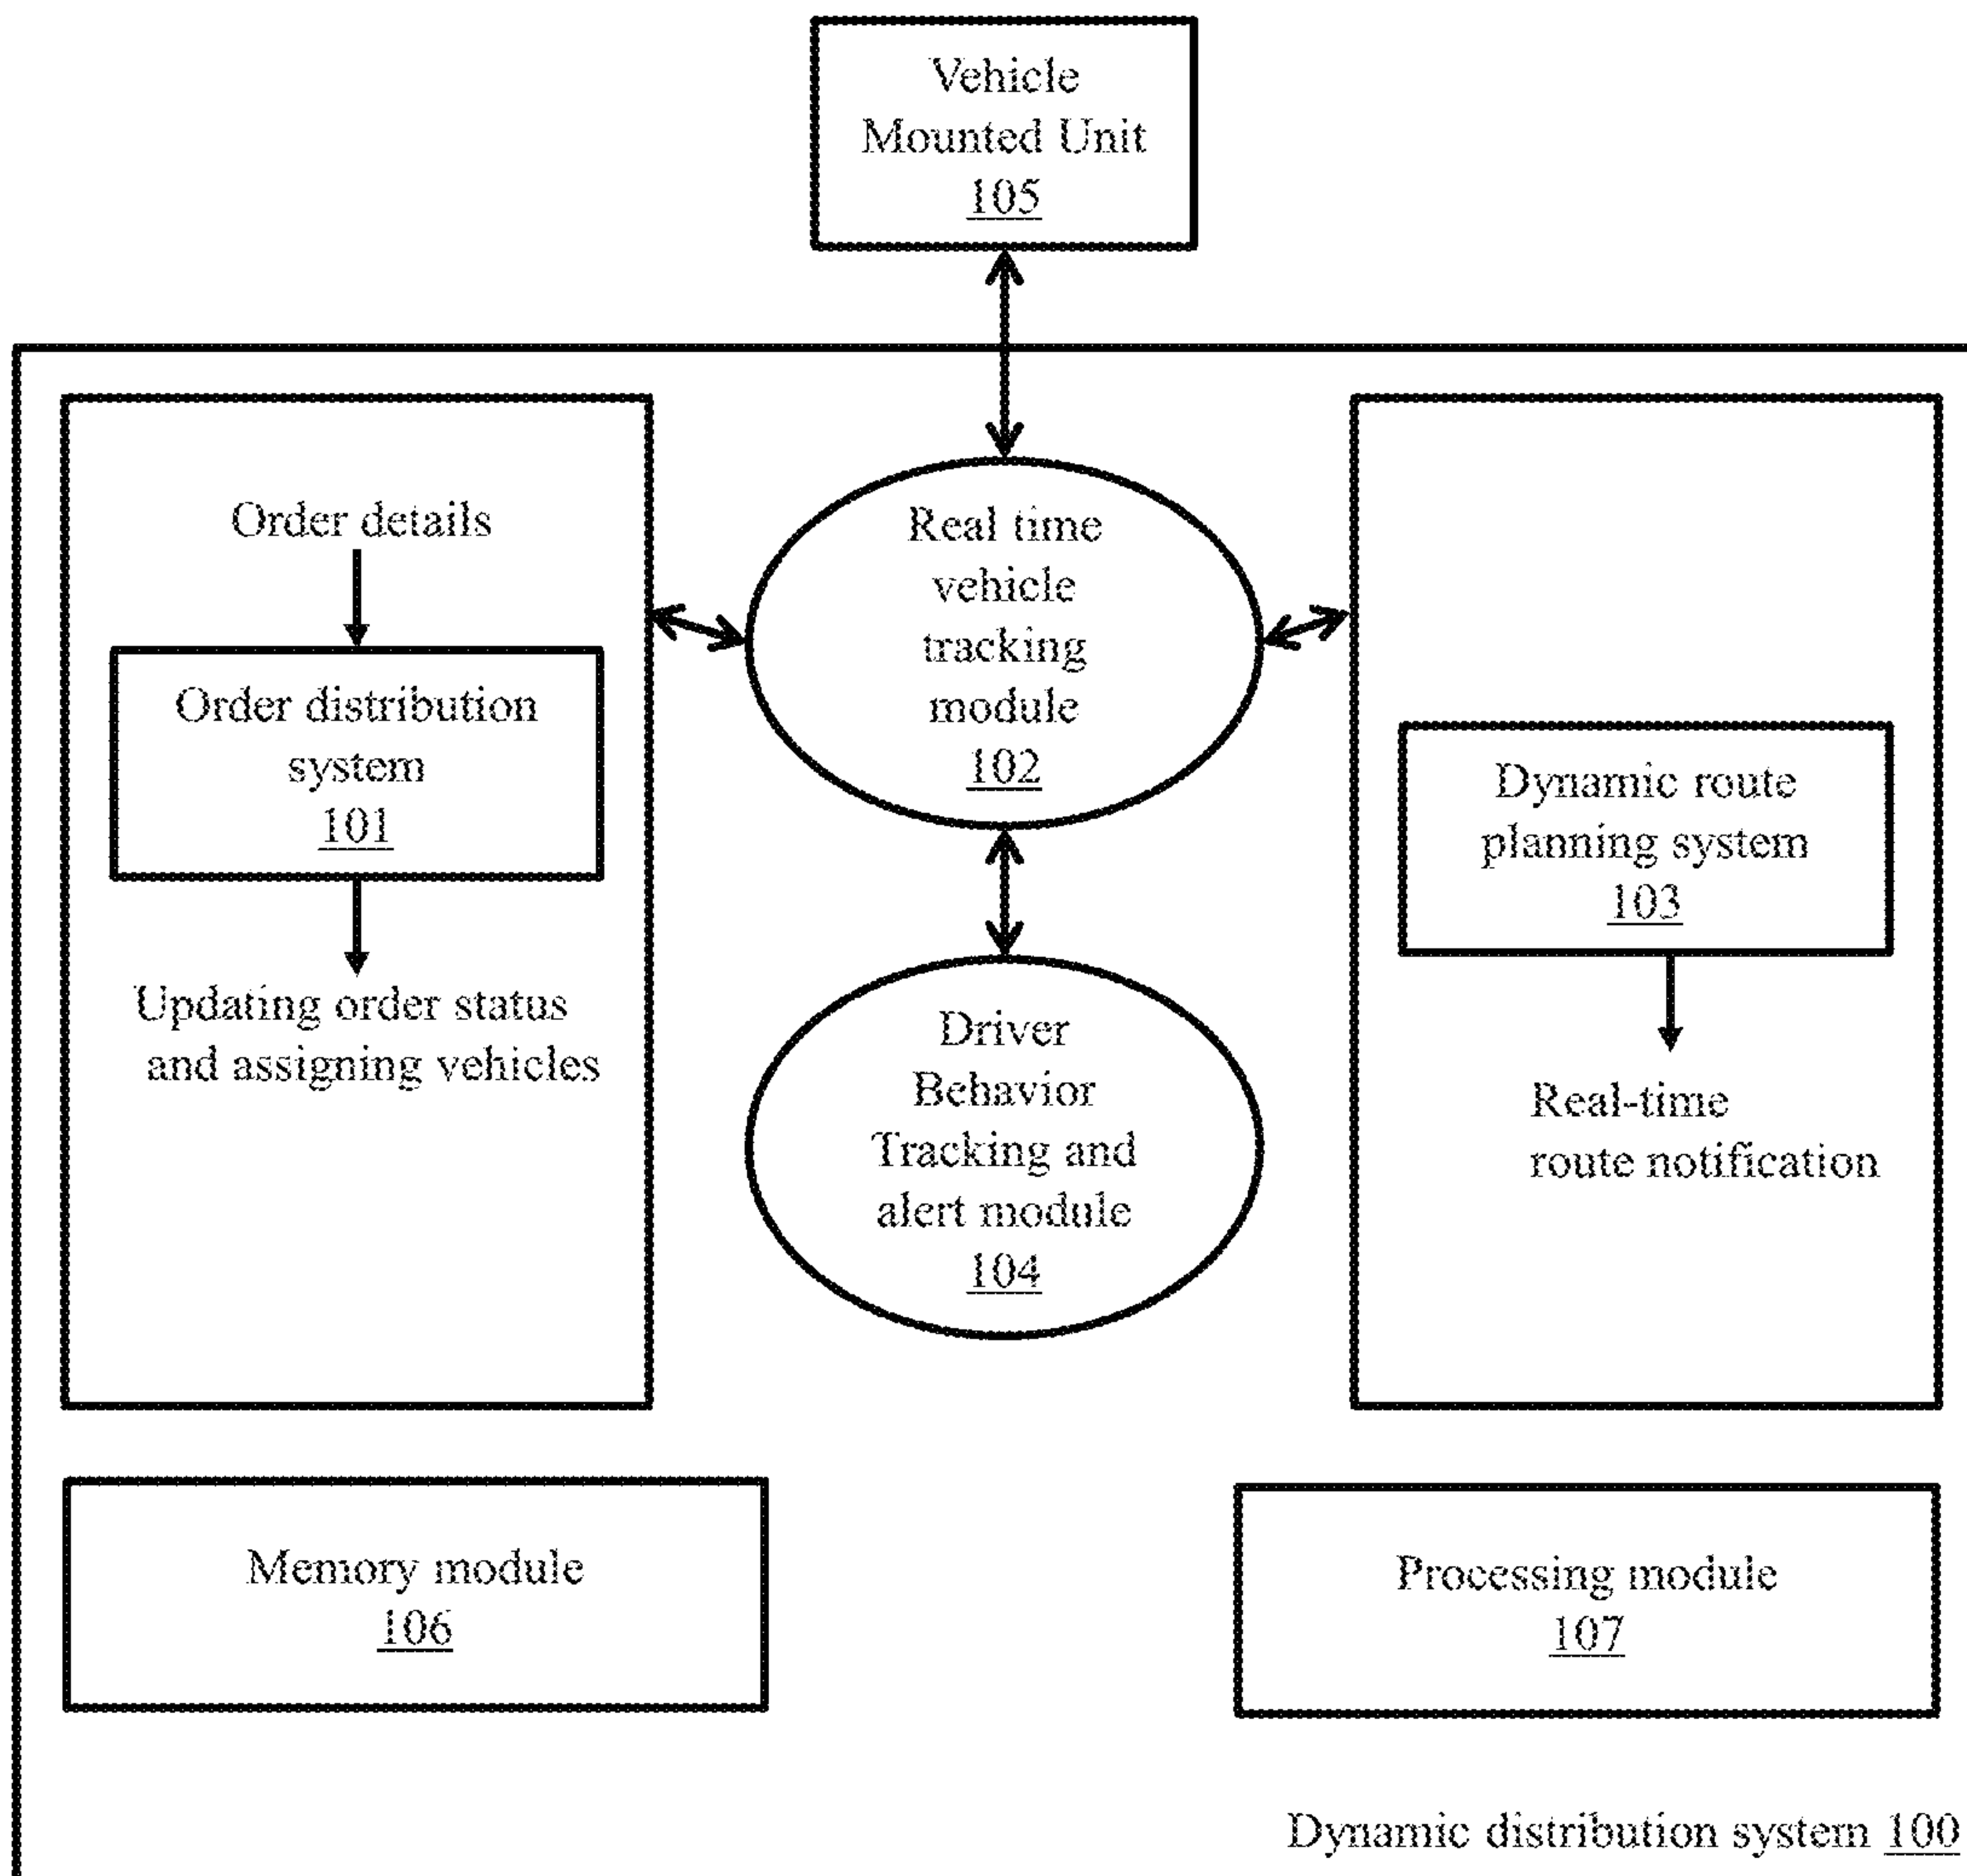 Vehicle
Mounted Unit
105
Order details
Order distribution
system
101
Updating order status
and assigning vehicles
Real time
vehicle
tracking
module
102
Driver
Behavior
Tracking and
alert module
104
Dynamic route
planning system
103
Real-time
route notification
Memory module
106
Processing module
107
Dynamic distribution system 100